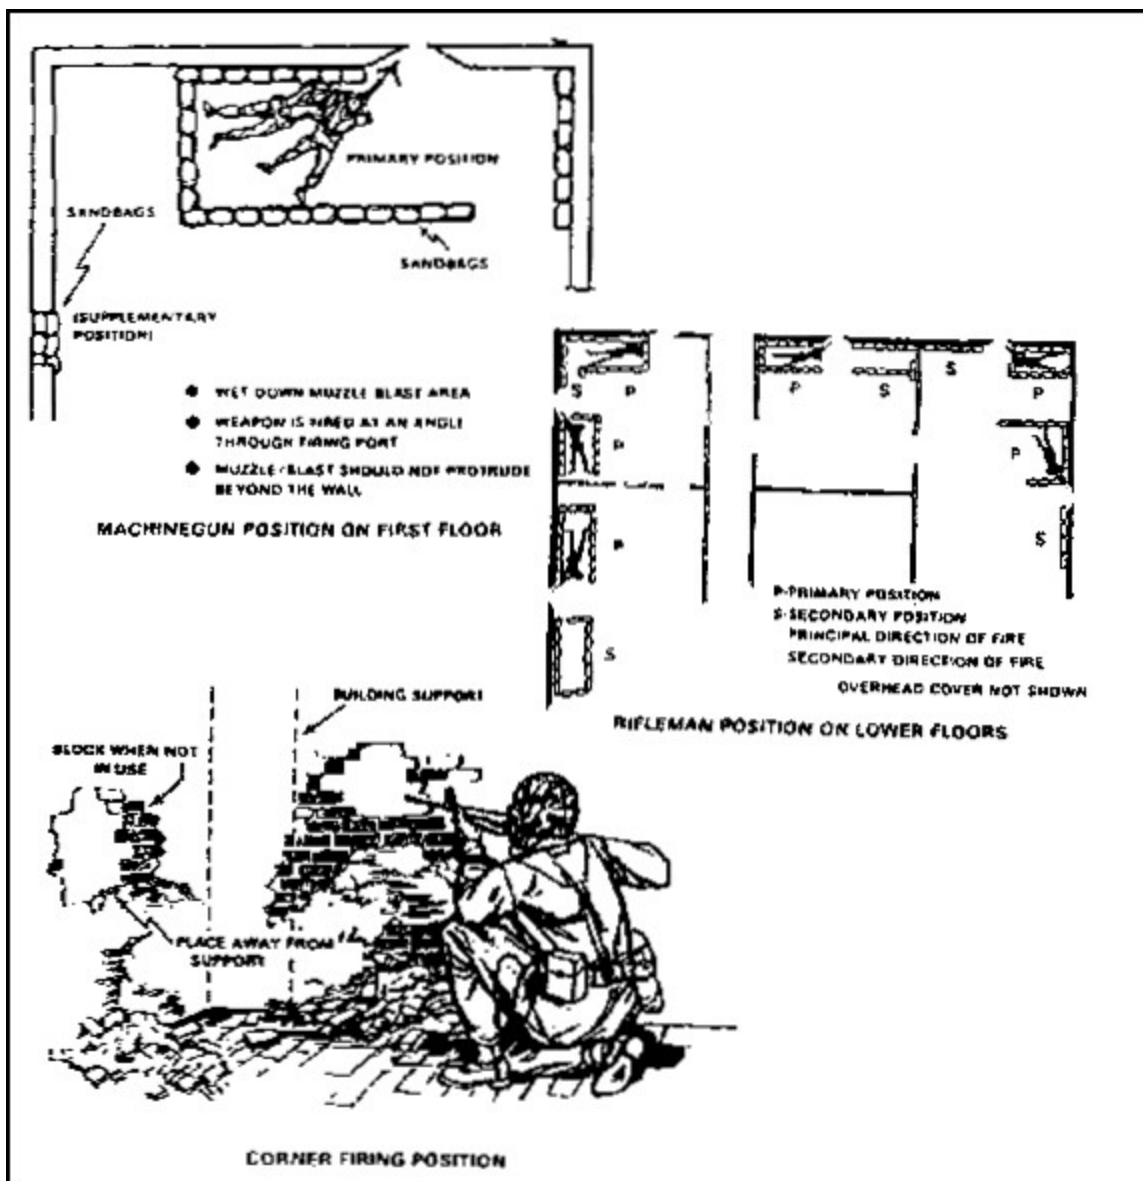 PRIMARY POSITION
SANDBAGS
SANDBAGS
(SUPPLEMENTARY
POSITION)
• WET DOWN MUZZLE BLAST AREA
• WEAPON IS FIRED AT AN ANGLE
THROUGH FIRING PORT
• MUZZLE/BLAST SHOULD NOT PROTRUDE
BEYOND THE WALL
MACHINEGUN POSITION ON FIRST FLOOR
S P
P
P
S
P S S P
P
S
P-PRIMARY POSITION
S-SECONDARY POSITION
PRINCIPAL DIRECTION OF FIRE
SECONDARY DIRECTION OF FIRE
OVERHEAD COVER NOT SHOWN
RIFLEMAN POSITION ON LOWER FLOORS
BUILDING SUPPORT
BLOCK WHEN NOT
IN USE
PLACE AWAY FROM
SUPPORT
CORNER FIRING POSITION